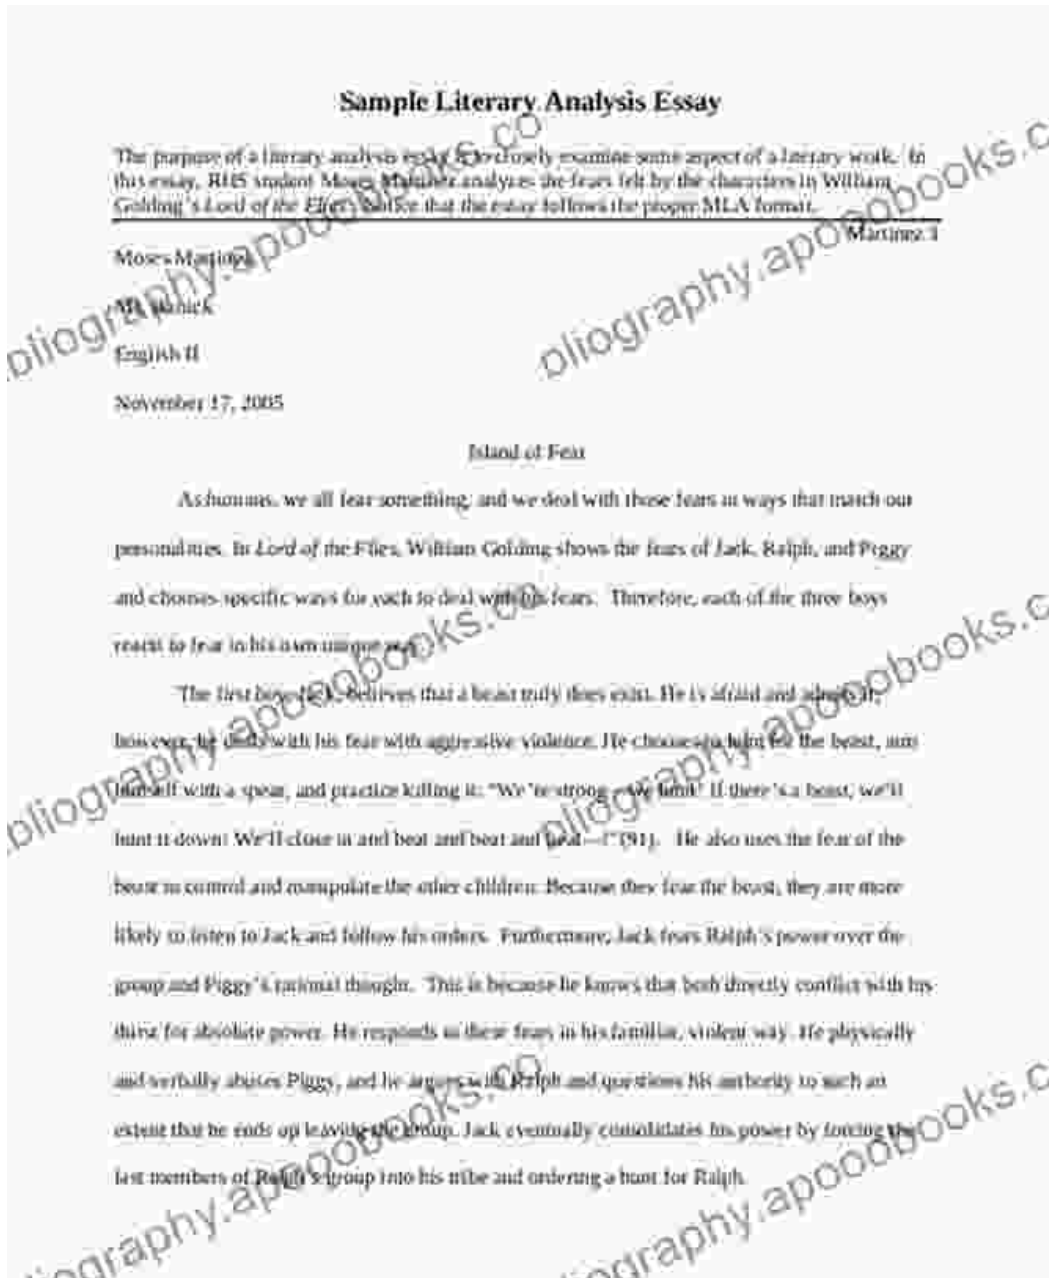 Sample Literary Analysis Essay
The purpose of a literary analysis essay is to closely examine some aspect of a literary work. In
this essay, RHS student Moses Martinez analyzes the fears felt by the characters in William
Golding's Lord of the Flies. Notice that the essay follows the proper MLA format.
Martinez 1
Moses Martinez
English II
November 17, 2005
Island of Fear
As humans, we all fear something, and we deal with those fears in ways that match our
personalities. In Lord of the Flies, William Golding shows the fears of Jack, Ralph, and Piggy
and chooses specific ways for each to deal with his fears. Therefore, each of the three boys
reacts to fear in his own unique way.
The first boy, Jack, believes that a beast truly does exist. He is afraid and admits it;
however, he deals with his fear with aggressive violence. He chooses to hunt for the beast, arm
himself with a spear, and practice killing it: "We're strong—we hunt! If there's a beast, we'll
hunt it down! We'll close in and beat and beat and beat—!" (91). He also uses the fear of the
beast to control and manipulate the other children. Because they fear the beast, they are more
likely to listen to Jack and follow his orders. Furthermore, Jack fears Ralph's power over the
group and Piggy's rational thought. This is because he knows that both directly conflict with his
thirst for absolute power. He responds to these fears in his familiar, violent way. He physically
and verbally abuses Piggy, and he argues with Ralph and questions his authority to such an
extent that he ends up leaving the group. Jack eventually consolidates his power by forcing the
last members of Ralph's group into his tribe and ordering a hunt for Ralph.
bliography.apooobooks.co
oliography.apooobooks.c
bliography.apooobooks.co
oliography.apooobooks.c
liography.apooobooks.co
liography.apooobooks.c